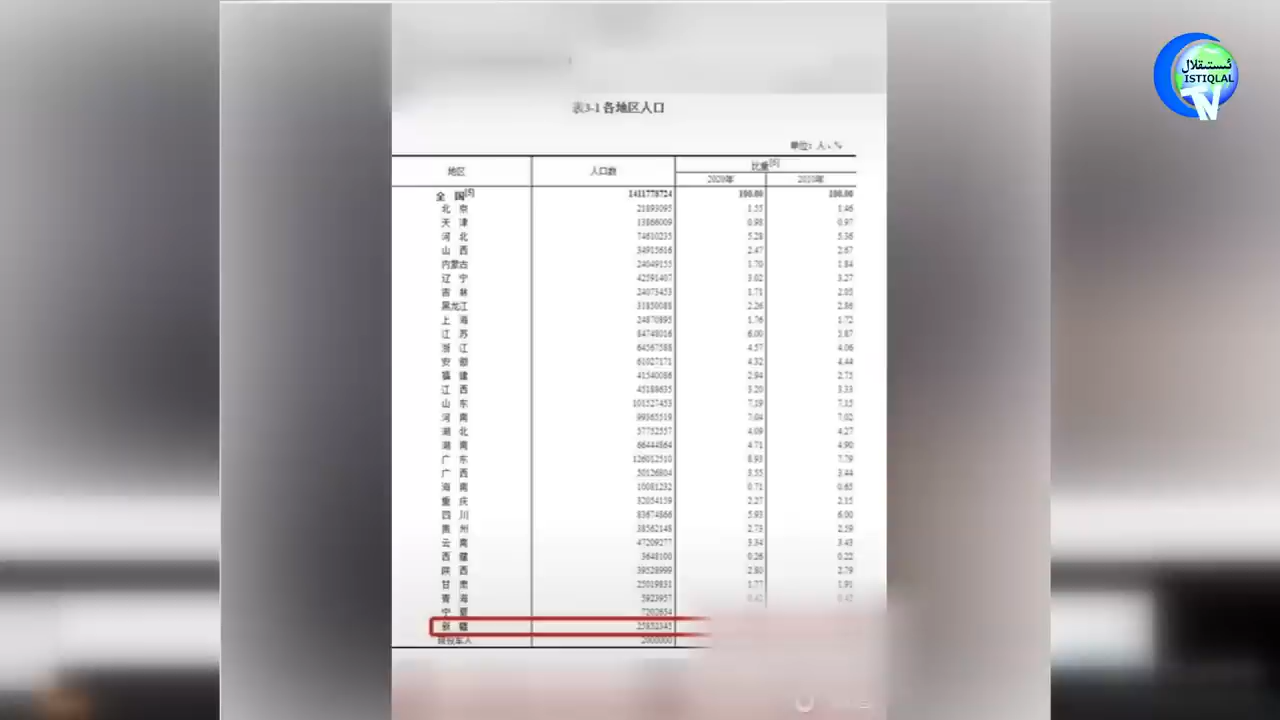 ئىستىقلال
ISTIQLAL
TV
表3-1 各地区人口
单位：人、%
地区 人口数 比重[6]
2020年 2010年
全 国[5] 1411778724 100.00 100.00
北 京 21893095 1.55 1.46
天 津 13866009 0.98 0.97
河 北 74610235 5.28 5.36
山 西 34915616 2.47 2.67
内蒙古 24049155 1.70 1.84
辽 宁 42591407 3.02 3.27
吉 林 24073453 1.71 2.05
黑龙江 31850088 2.26 2.86
上 海 24870895 1.76 1.72
江 苏 84748016 6.00 5.87
浙 江 64567588 4.57 4.06
安 徽 61027171 4.32 4.44
福 建 41540086 2.94 2.75
江 西 45188635 3.20 3.33
山 东 101527453 7.19 7.15
河 南 99365519 7.04 7.02
湖 北 57752557 4.09 4.27
湖 南 66444864 4.71 4.90
广 东 126012510 8.93 7.79
广 西 50126804 3.55 3.44
海 南 10081232 0.71 0.65
重 庆 32054159 2.27 2.15
四 川 83674866 5.93 6.00
贵 州 38562148 2.73 2.59
云 南 47209277 3.34 3.43
西 藏 3648100 0.26 0.22
陕 西 39528999 2.80 2.79
甘 肃 25019831 1.77 1.91
青 海 5923957 0.42 0.42
宁 夏 7202654
新 疆 25852345
现役军人 2000000